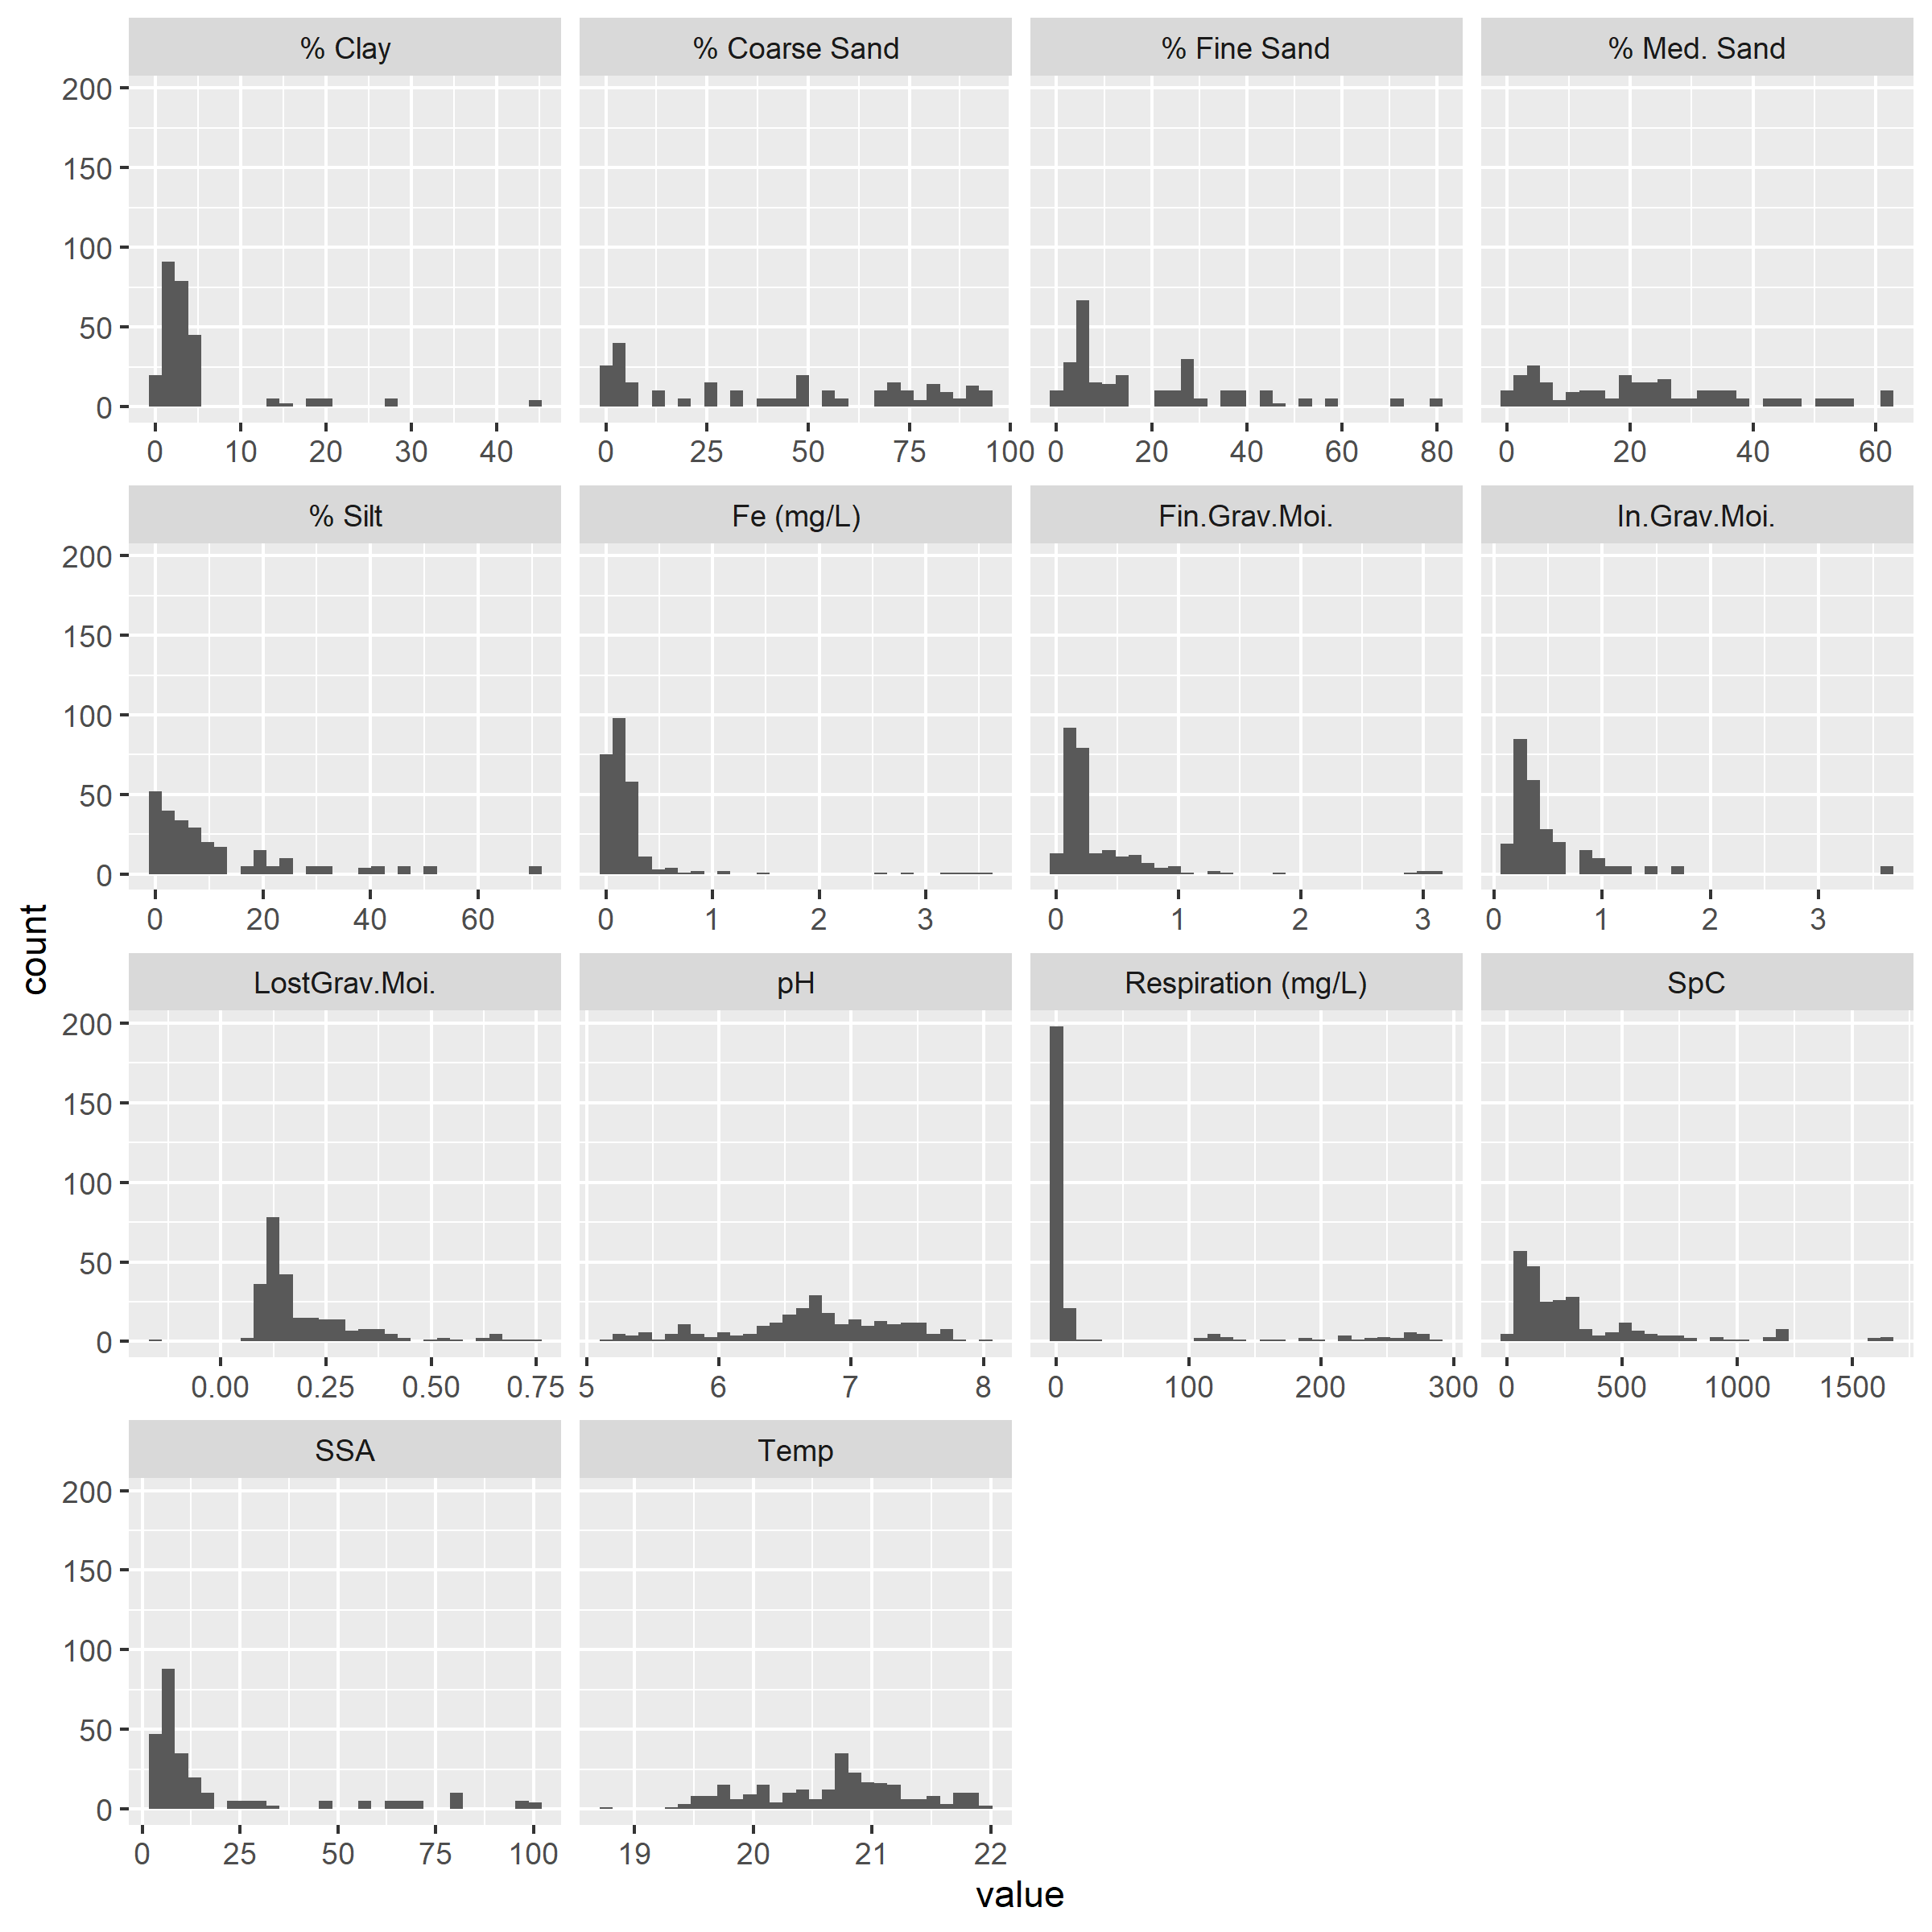 % Clay % Coarse Sand % Fine Sand % Med. Sand
200
150
100
50
0
0 10 20 30 40 0 25 50 75 100 0 20 40 60 80 0 20 40 60
% Silt Fe (mg/L) Fin.Grav.Moi. In.Grav.Moi.
200
150
100
50
0
0 20 40 60 0 1 2 3 0 1 2 3 0 1 2 3
count
LostGrav.Moi. pH Respiration (mg/L) SpC
200
150
100
50
0
0.00 0.25 0.50 0.75 5 6 7 8 0 100 200 300 0 500 1000 1500
SSA Temp
200
150
100
50
0
0 25 50 75 100 19 20 21 22
value